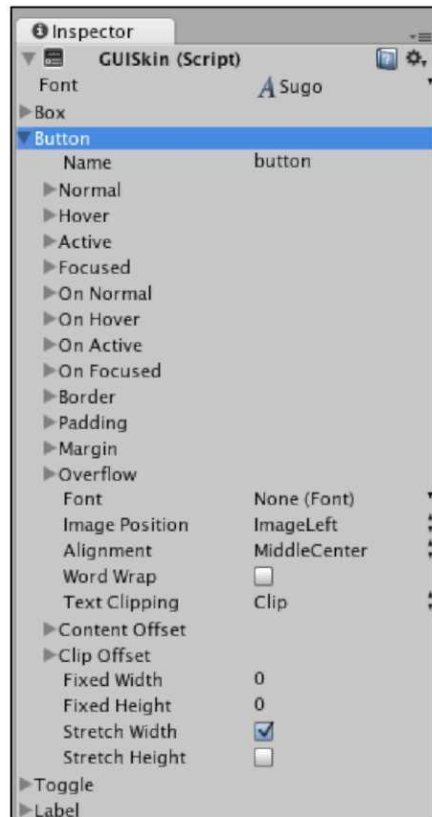 Inspector
GUISkin (Script)
Font Sugo
Box
Button
Name button
Normal
Hover
Active
Focused
On Normal
On Hover
On Active
On Focused
Border
Padding
Margin
Overflow
Font None (Font)
Image Position ImageLeft
Alignment MiddleCenter
Word Wrap
Text Clipping Clip
Content Offset
Clip Offset
Fixed Width 0
Fixed Height 0
Stretch Width
Stretch Height
Toggle
Label